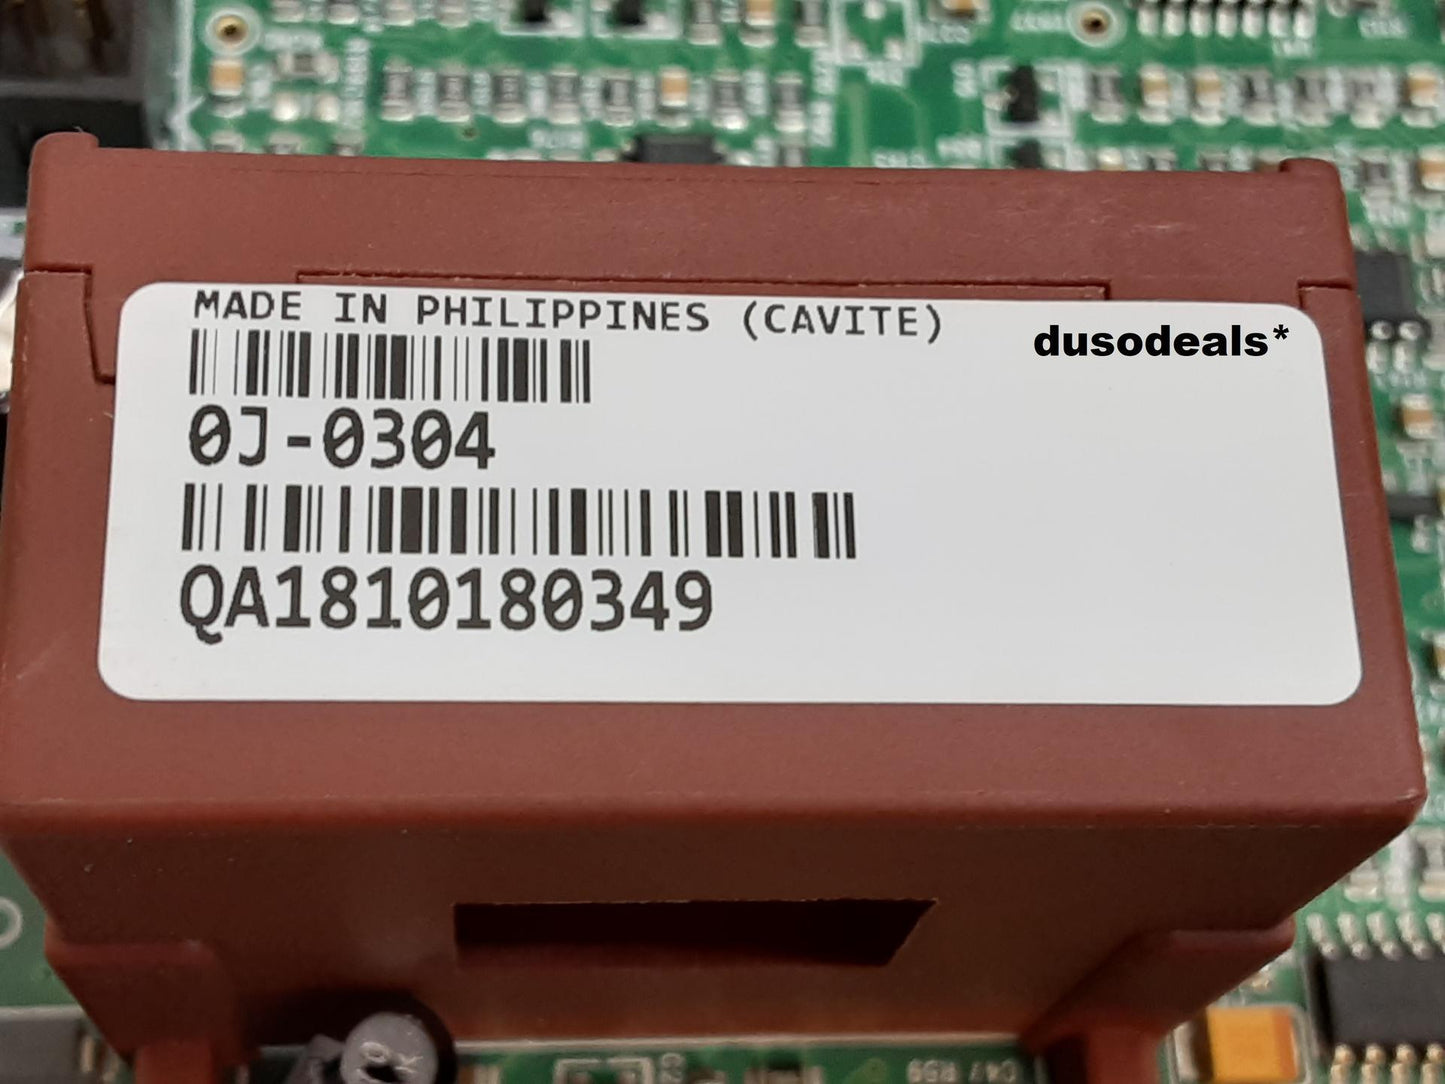 MADE IN PHILIPPINES (CAVITE)
dusodeals*
0J-0304
QA1810180349